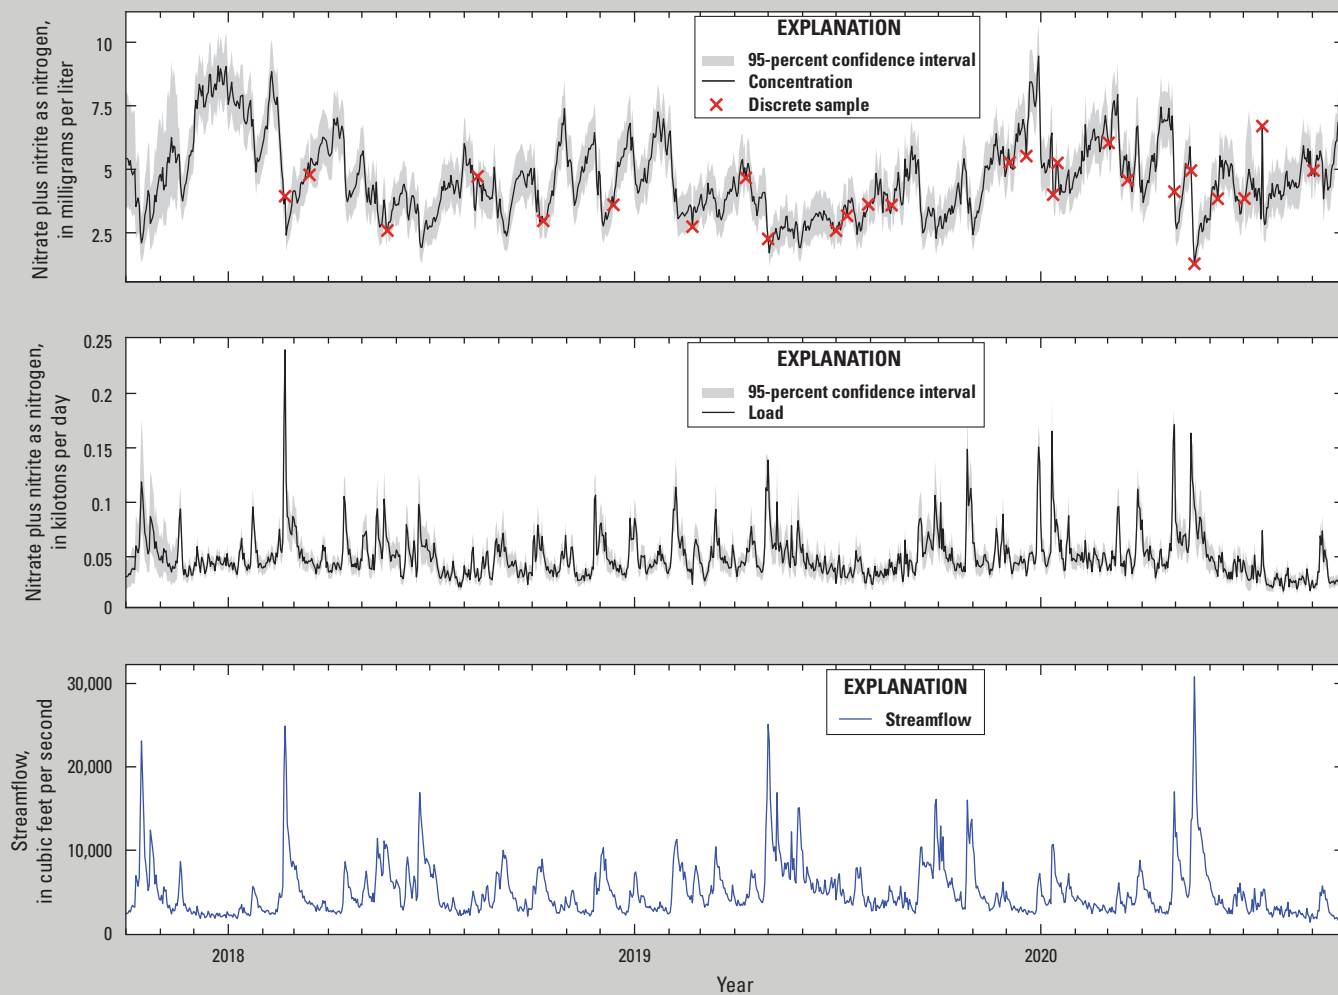 Nitrate plus nitrite as nitrogen,
in milligrams per liter
10
7.5
5
2.5
EXPLANATION
95-percent confidence interval
Concentration
Discrete sample
Nitrate plus nitrite as nitrogen,
in kilotons per day
0.25
0.2
0.15
0.1
0.05
0
EXPLANATION
95-percent confidence interval
Load
Streamflow,
in cubic feet per second
30,000
20,000
10,000
0
EXPLANATION
Streamflow
2018
2019
2020
Year